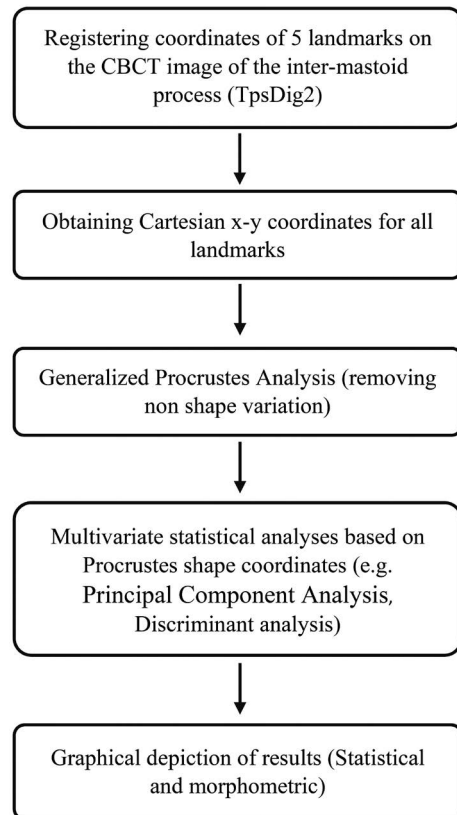 Registering coordinates of 5 landmarks on
the CBCT image of the inter-mastoid
process (TpsDig2)
Obtaining Cartesian x-y coordinates for all
landmarks
Generalized Procrustes Analysis (removing
non shape variation)
Multivariate statistical analyses based on
Procrustes shape coordinates (e.g.
Principal Component Analysis,
Discriminant analysis)
Graphical depiction of results (Statistical
and morphometric)